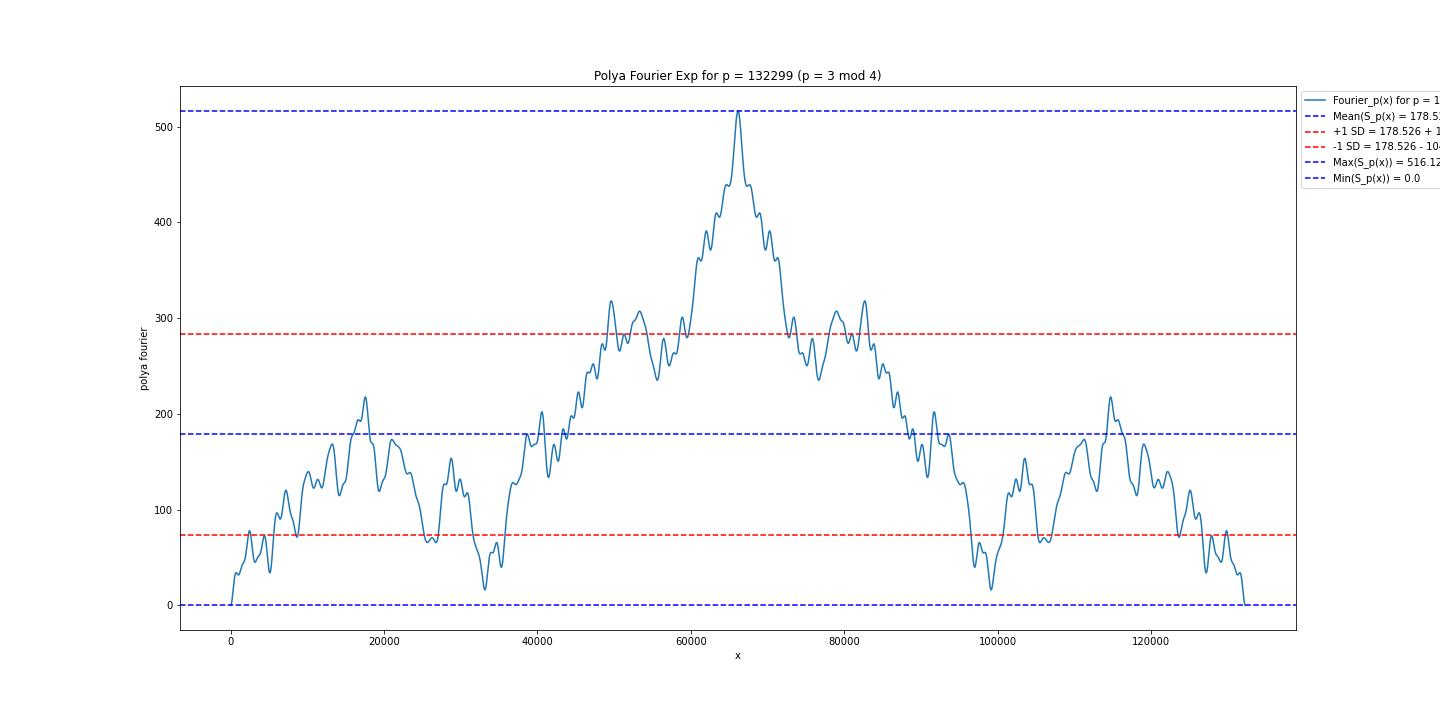 Polya Fourier Exp for p = 132299 (p = 3 mod 4)
Fourier_p(x) for p = 1
Mean(S_p(x) = 178.5
+1 SD = 178.526 + 1
-1 SD = 178.526 - 10
Max(S_p(x)) = 516.12
Min(S_p(x)) = 0.0
500
400
300
200
100
0
polya fourier
0 20000 40000 60000 80000 100000 120000
x